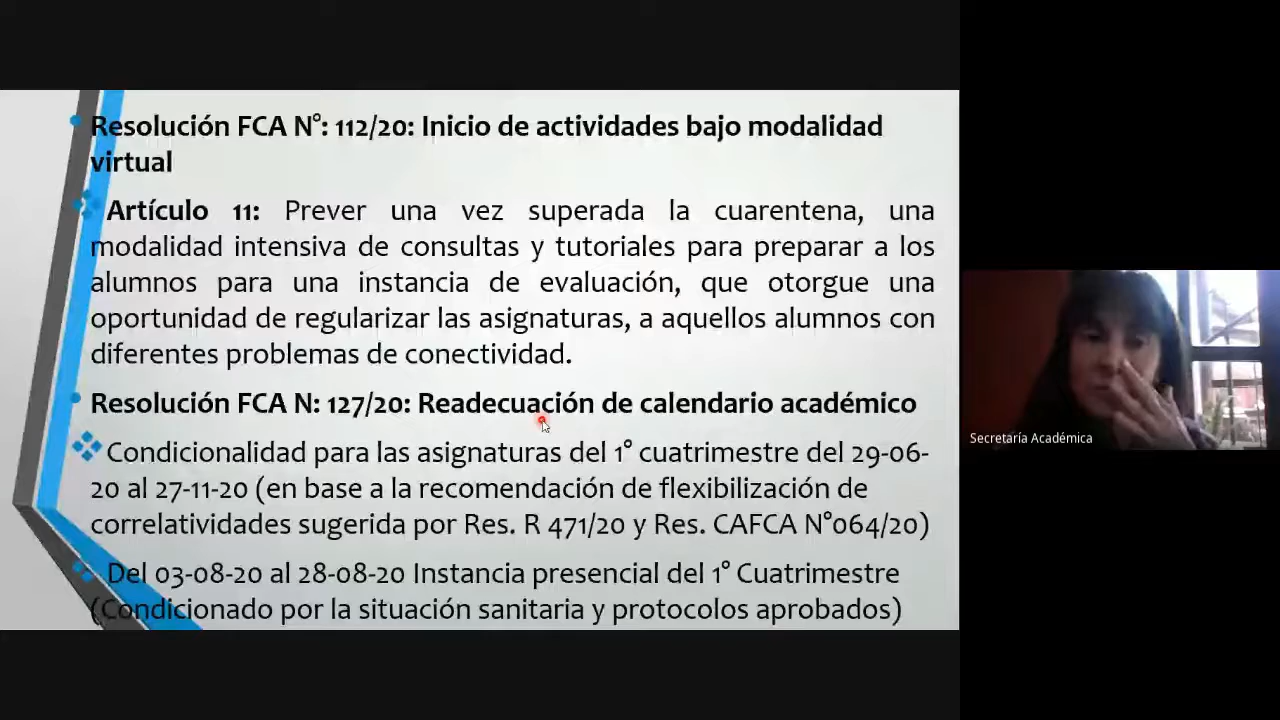 Resolución FCA N°: 112/20: Inicio de actividades bajo modalidad
virtual
Artículo 11: Prever una vez superada la cuarentena, una
modalidad intensiva de consultas y tutoriales para preparar a los
alumnos para una instancia de evaluación, que otorgue una
oportunidad de regularizar las asignaturas, a aquellos alumnos con
diferentes problemas de conectividad.
Resolución FCA N: 127/20: Readecuación de calendario académico
Condicionalidad para las asignaturas del 1° cuatrimestre del 29-06-
20 al 27-11-20 (en base a la recomendación de flexibilización de
correlatividades sugerida por Res. R 471/20 y Res. CAFCA N°064/20)
Del 03-08-20 al 28-08-20 Instancia presencial del 1° Cuatrimestre
(Condicionado por la situación sanitaria y protocolos aprobados)
Secretaría Académica